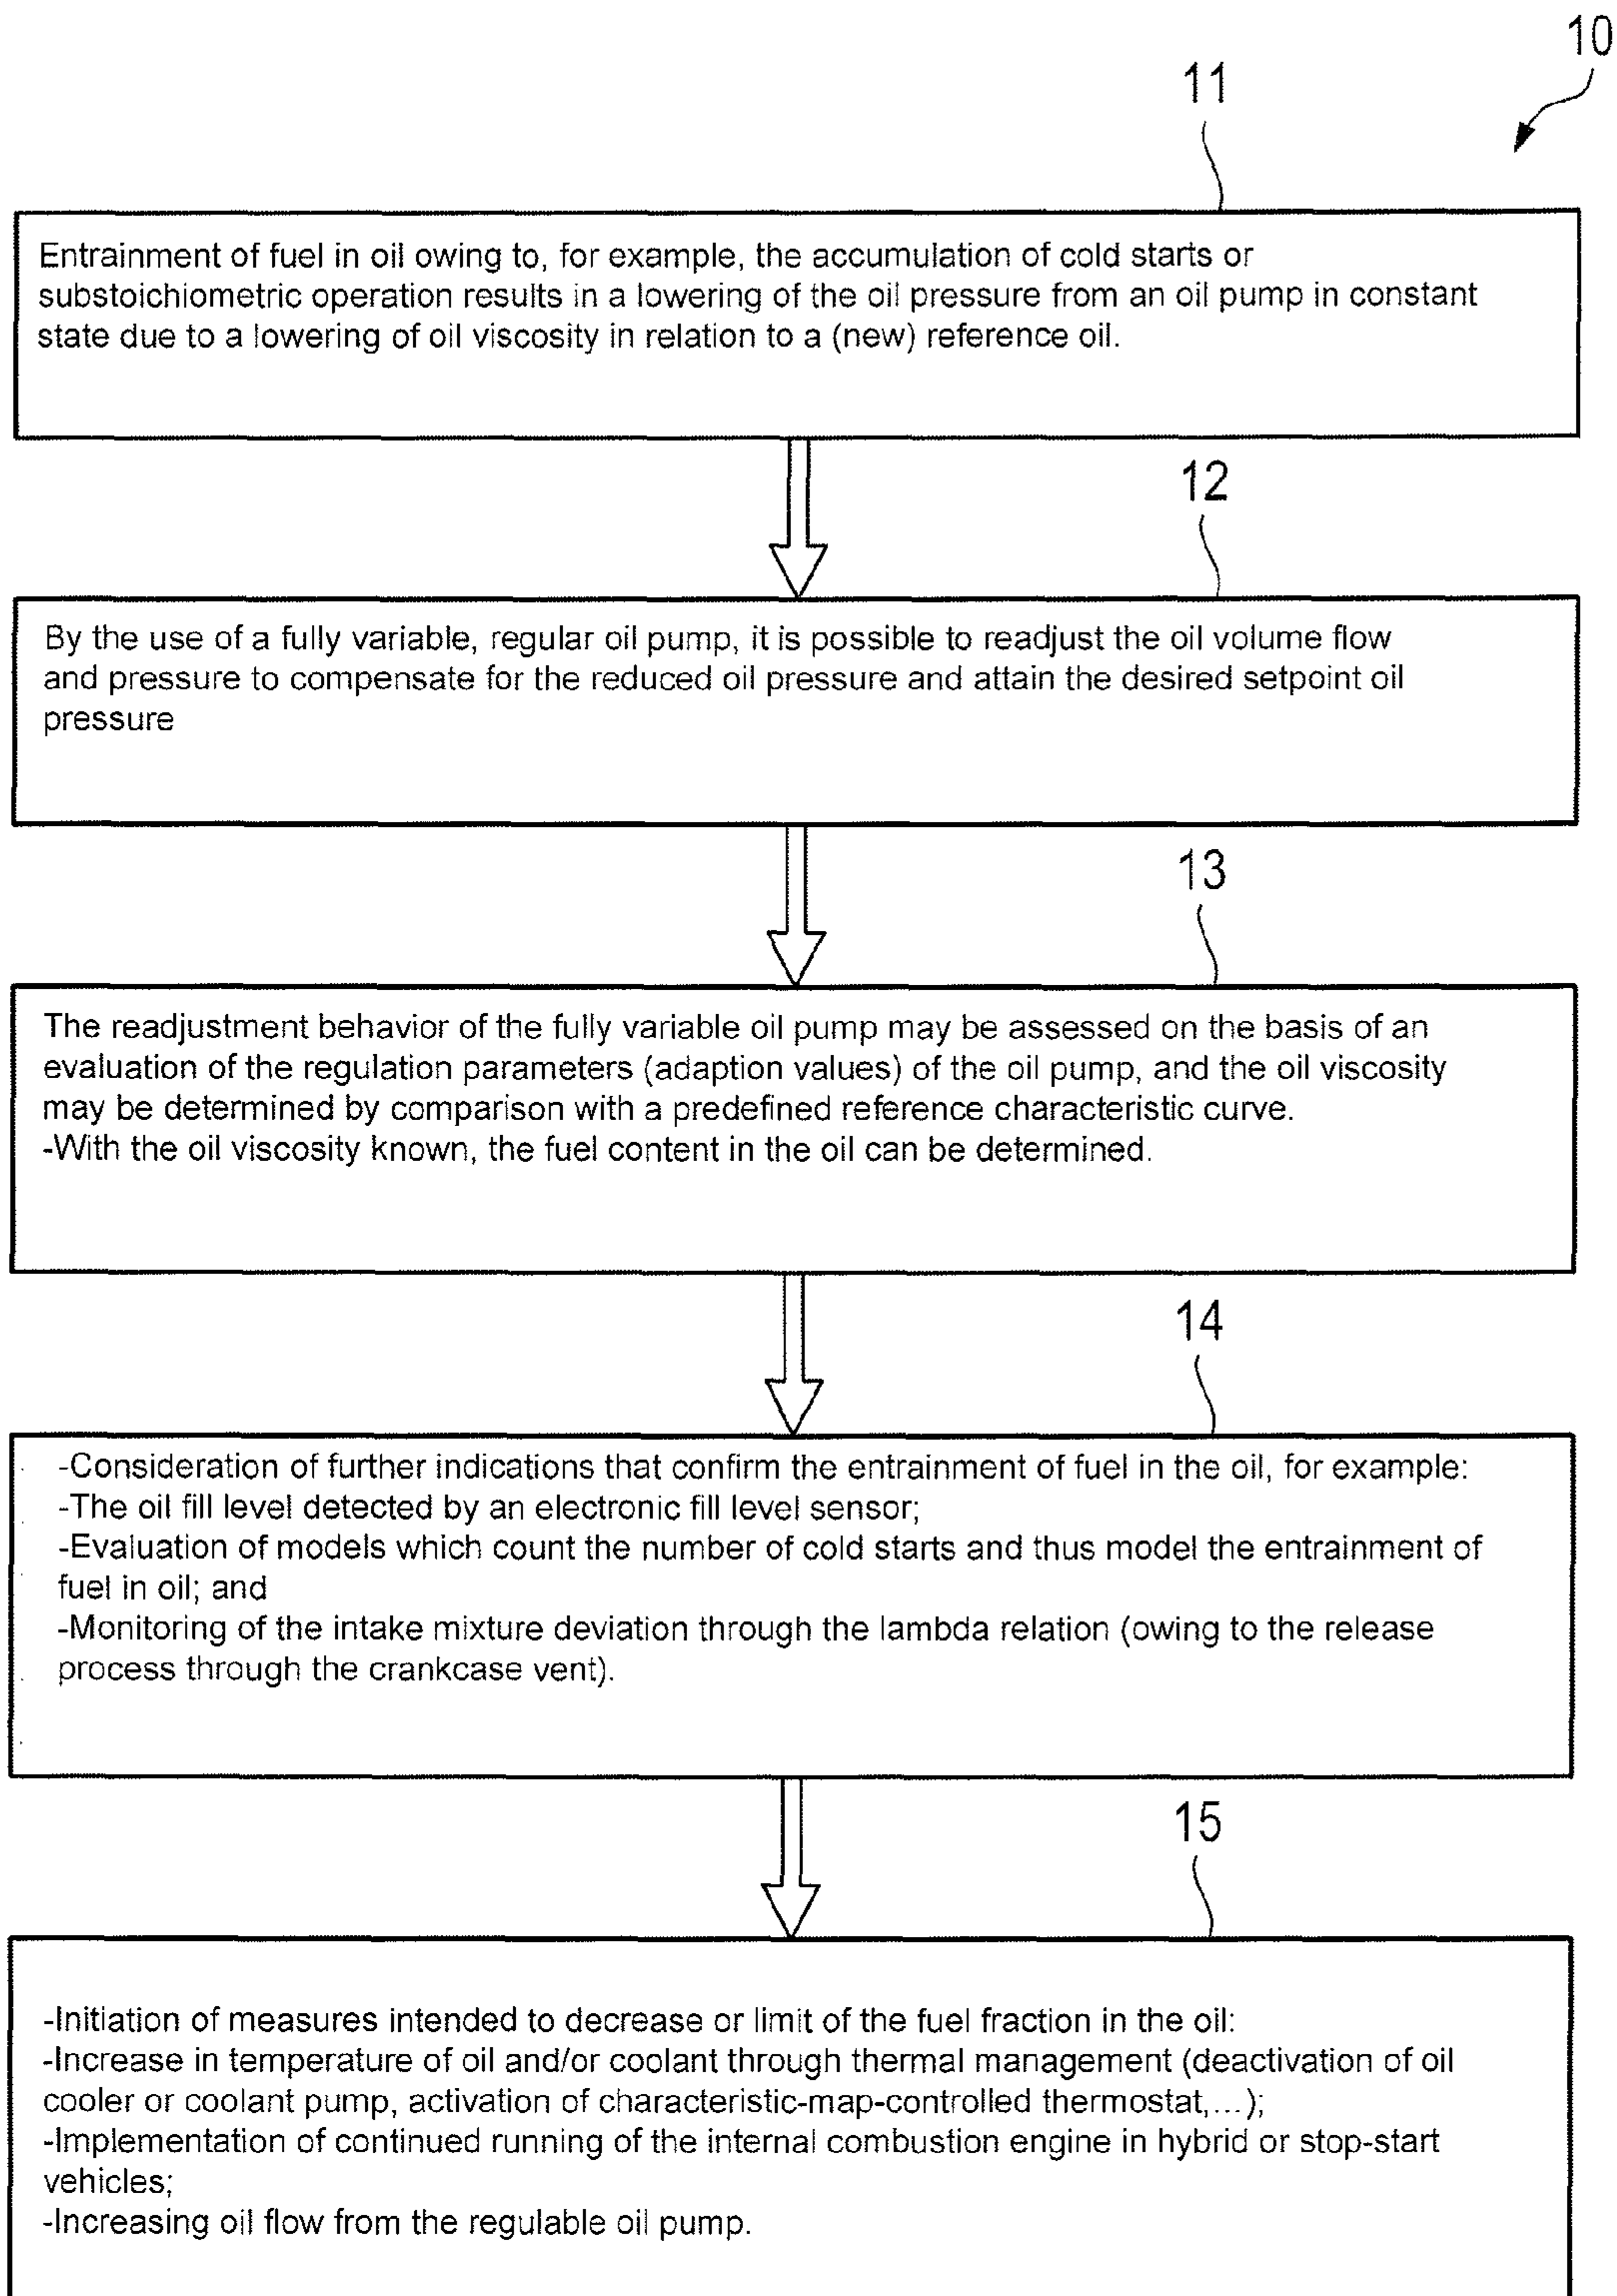 10
11
Entrainment of fuel in oil owing to, for example, the accumulation of cold starts or
substoichiometric operation results in a lowering of the oil pressure from an oil pump in constant
state due to a lowering of oil viscosity in relation to a (new) reference oil.
12
By the use of a fully variable, regular oil pump, it is possible to readjust the oil volume flow
and pressure to compensate for the reduced oil pressure and attain the desired setpoint oil
pressure
13
The readjustment behavior of the fully variable oil pump may be assessed on the basis of an
evaluation of the regulation parameters (adaption values) of the oil pump, and the oil viscosity
may be determined by comparison with a predefined reference characteristic curve.
-With the oil viscosity known, the fuel content in the oil can be determined.
14
-Consideration of further indications that confirm the entrainment of fuel in the oil, for example:
-The oil fill level detected by an electronic fill level sensor;
-Evaluation of models which count the number of cold starts and thus model the entrainment of
fuel in oil; and
-Monitoring of the intake mixture deviation through the lambda relation (owing to the release
process through the crankcase vent).
15
-Initiation of measures intended to decrease or limit of the fuel fraction in the oil:
-Increase in temperature of oil and/or coolant through thermal management (deactivation of oil
cooler or coolant pump, activation of characteristic-map-controlled thermostat,...);
-Implementation of continued running of the internal combustion engine in hybrid or stop-start
vehicles;
-Increasing oil flow from the regulable oil pump.